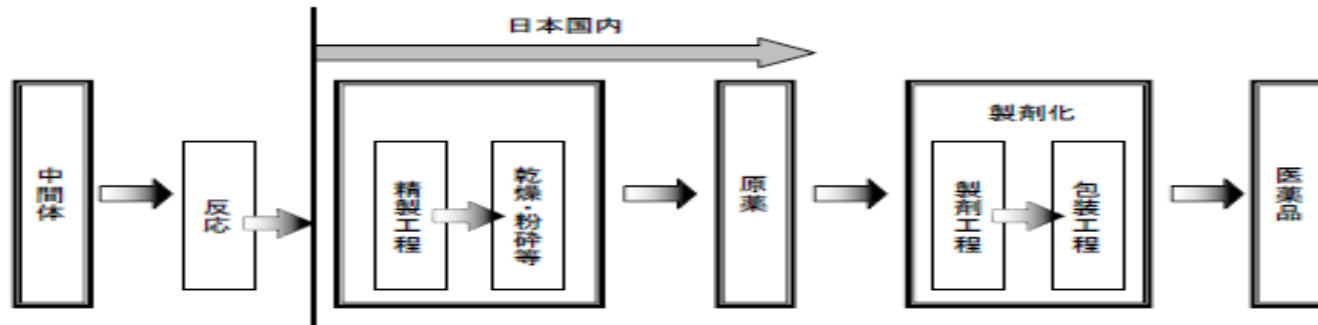 日本国内
中間体
反応
精製工程
乾燥・粉砕等
原薬
製剤化
製剤工程
包装工程
医薬品